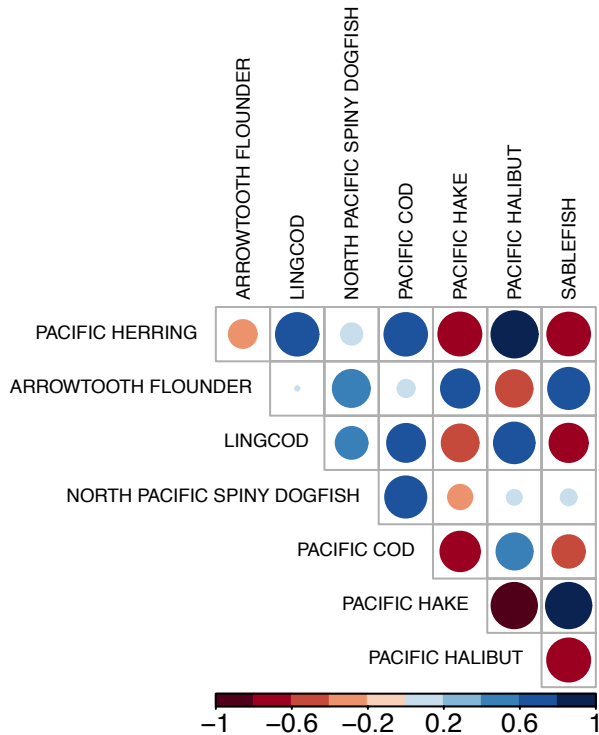 ARROWTOOTH FLOUNDER
LINGCOD
NORTH PACIFIC SPINY DOGFISH
PACIFIC COD
PACIFIC HAKE
PACIFIC HALIBUT
SABLEFISH
PACIFIC HERRING
ARROWTOOTH FLOUNDER
LINGCOD
NORTH PACIFIC SPINY DOGFISH
PACIFIC COD
PACIFIC HAKE
PACIFIC HALIBUT
−1 −0.6 −0.2 0.2 0.6 1